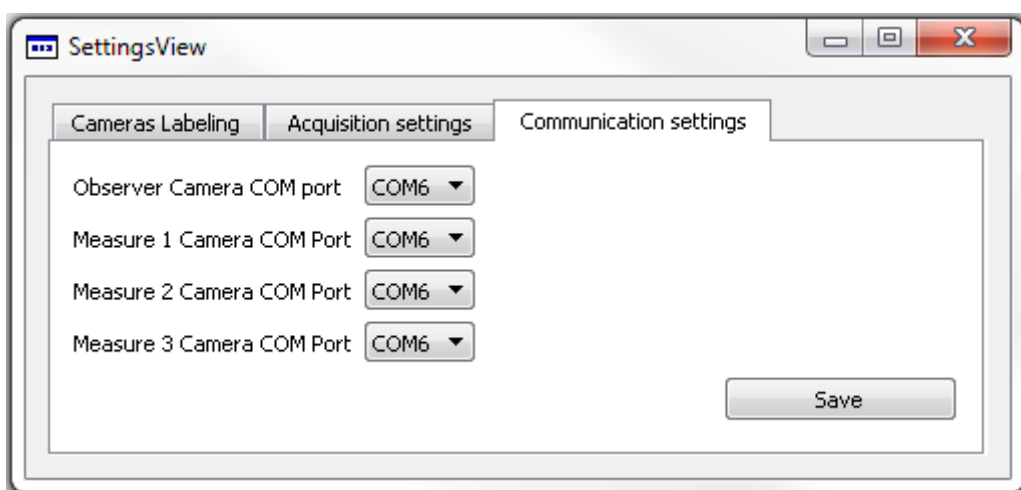 SettingsView
Cameras Labeling Acquisition settings Communication settings
Observer Camera COM port COM6
Measure 1 Camera COM Port COM6
Measure 2 Camera COM Port COM6
Measure 3 Camera COM Port COM6
Save